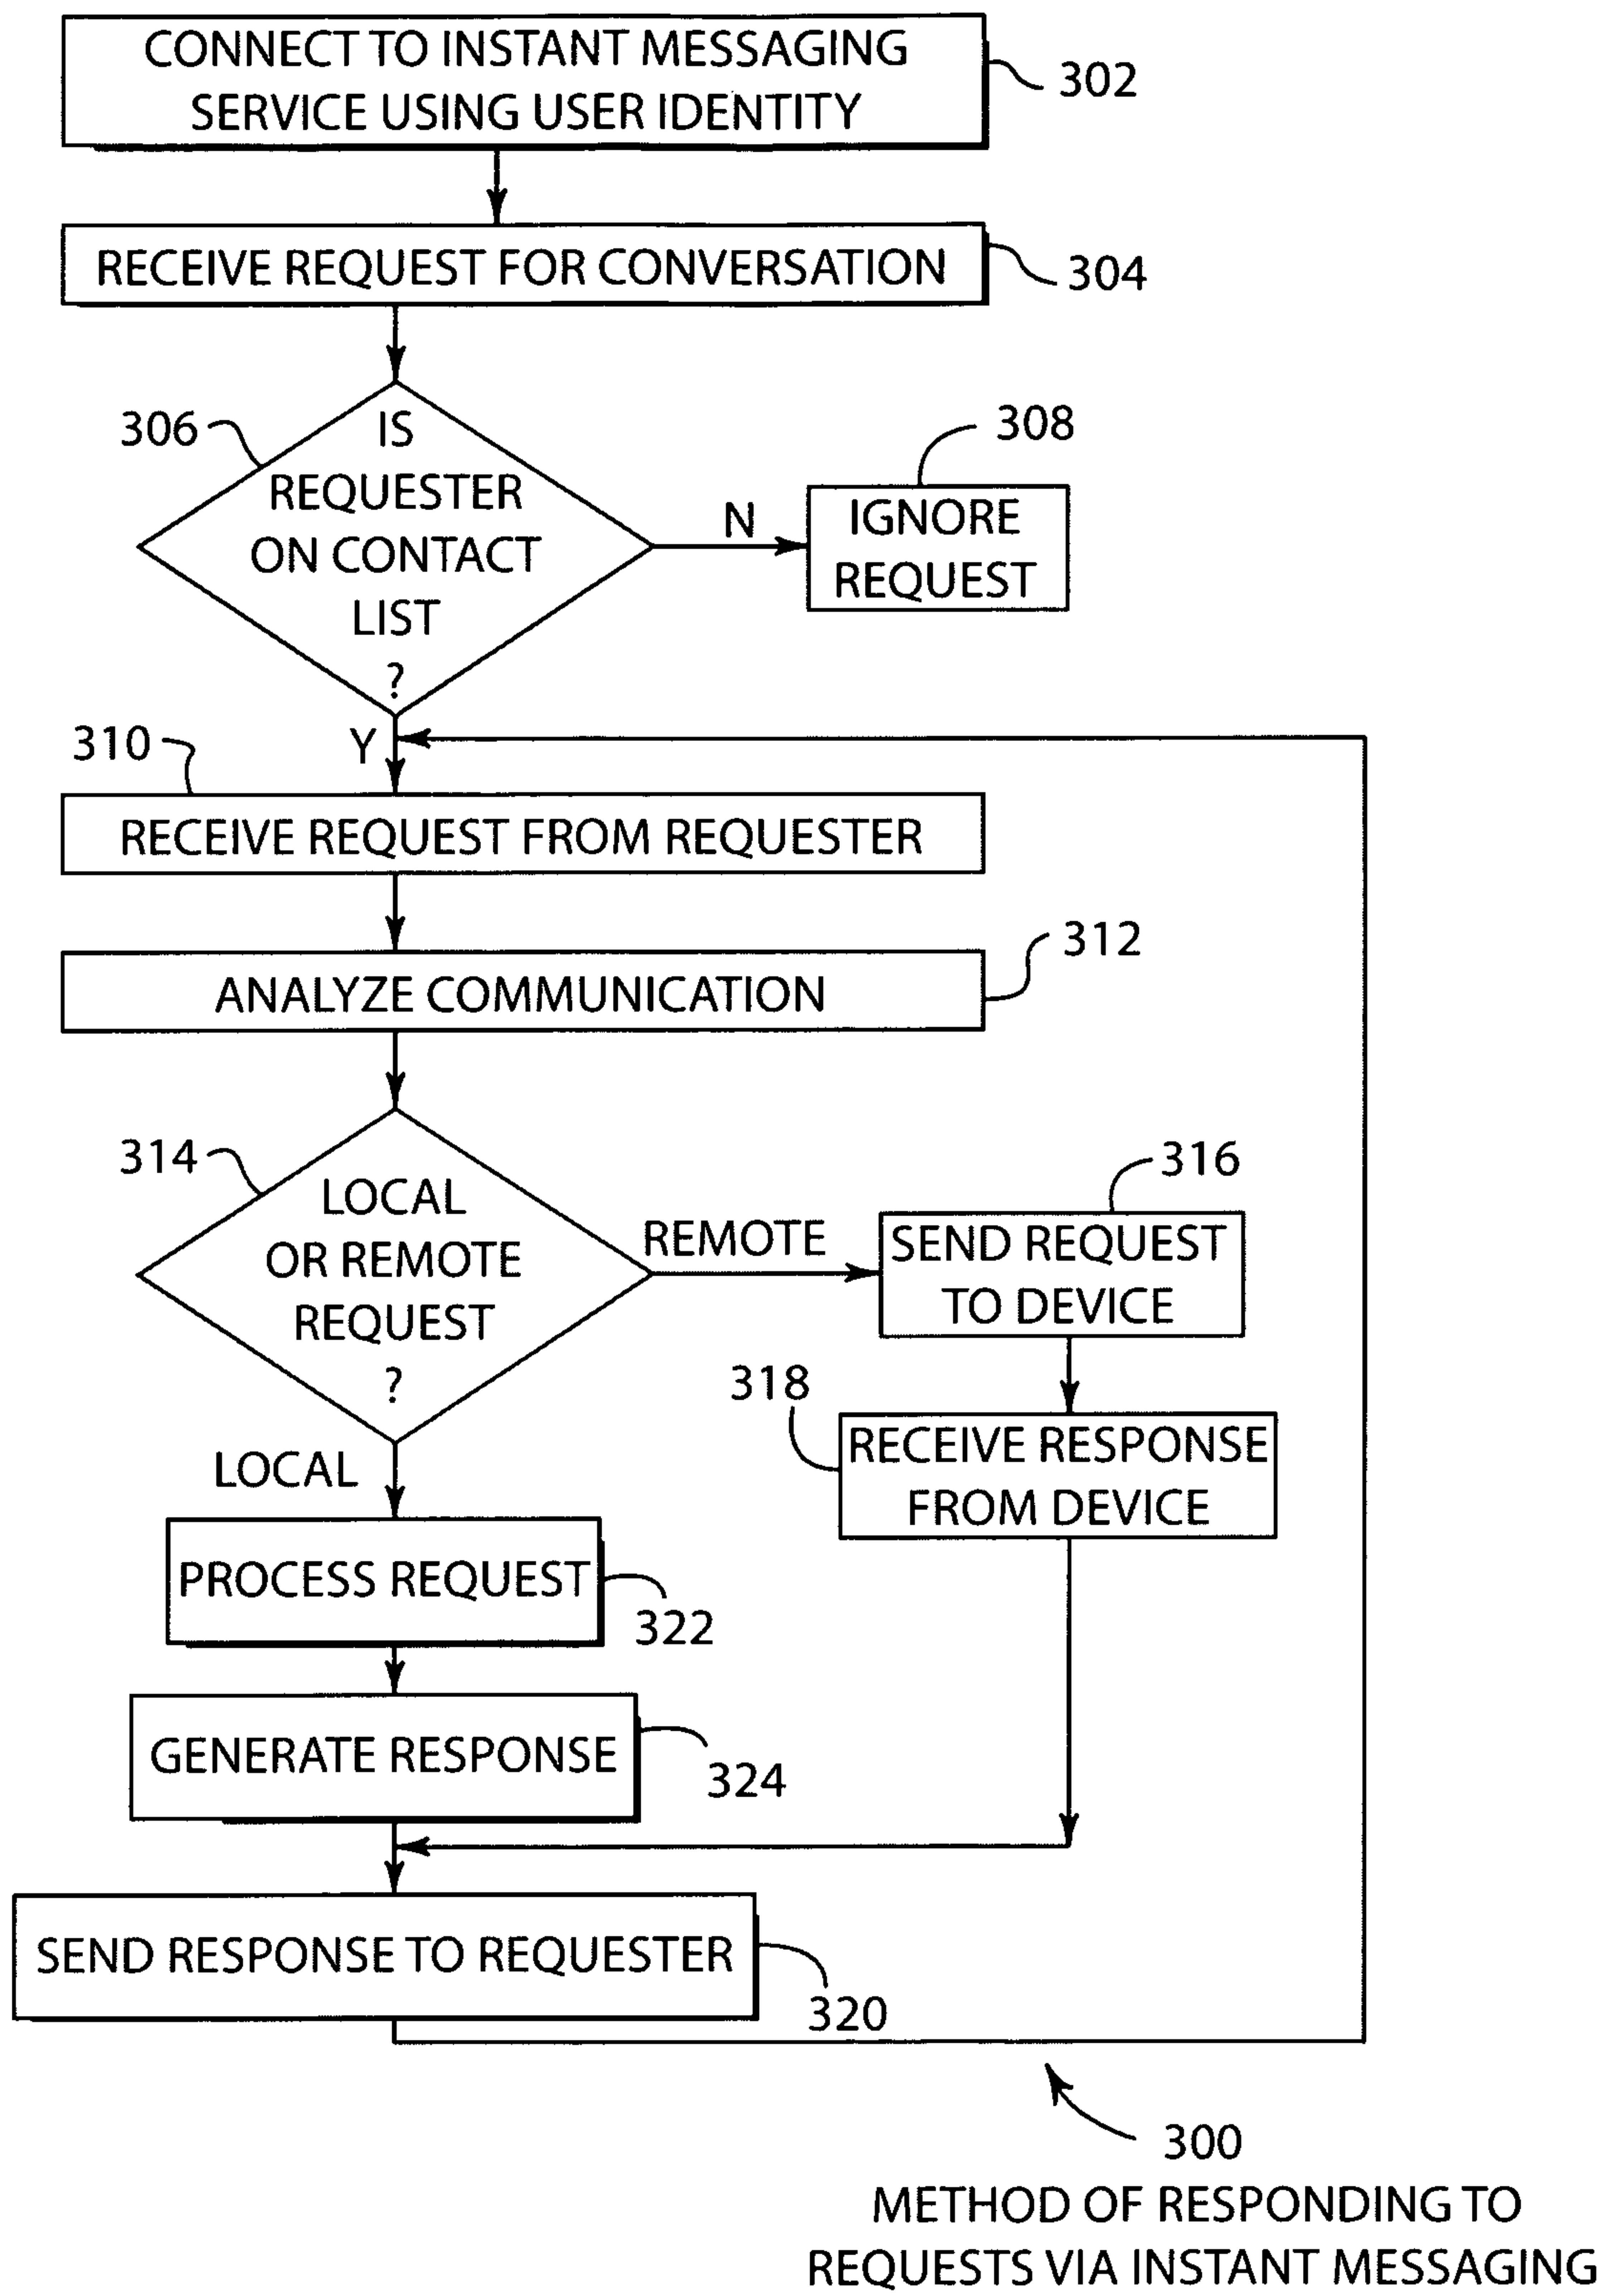 CONNECT TO INSTANT MESSAGING
SERVICE USING USER IDENTITY
302
RECEIVE REQUEST FOR CONVERSATION
304
306
IS
REQUESTER
ON CONTACT
LIST
?
N
308
IGNORE
REQUEST
Y
310
RECEIVE REQUEST FROM REQUESTER
ANALYZE COMMUNICATION
312
314
LOCAL
OR REMOTE
REQUEST
?
REMOTE
316
SEND REQUEST
TO DEVICE
318
RECEIVE RESPONSE
FROM DEVICE
LOCAL
PROCESS REQUEST
322
GENERATE RESPONSE
324
SEND RESPONSE TO REQUESTER
320
300
METHOD OF RESPONDING TO
REQUESTS VIA INSTANT MESSAGING